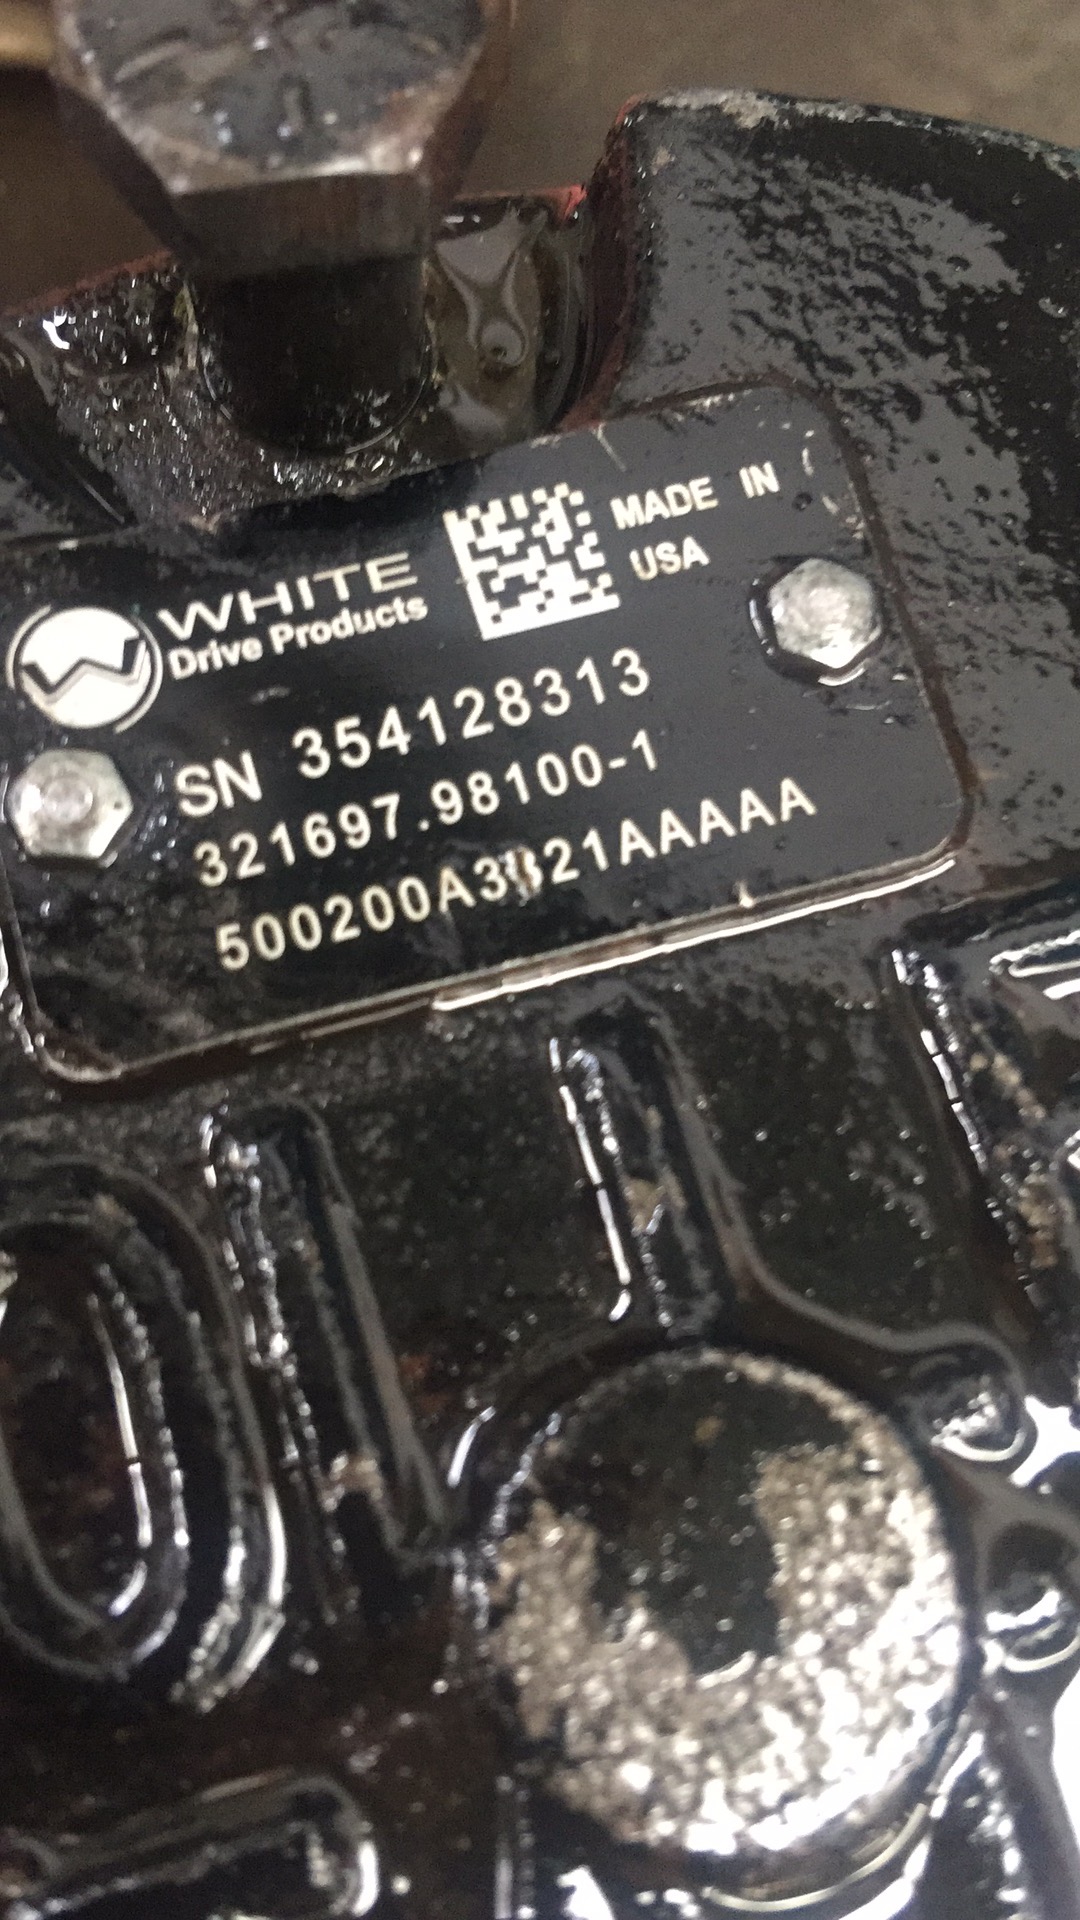 WHITE
Drive Products
MADE IN
USA
SN 354128313
321697.98100-1